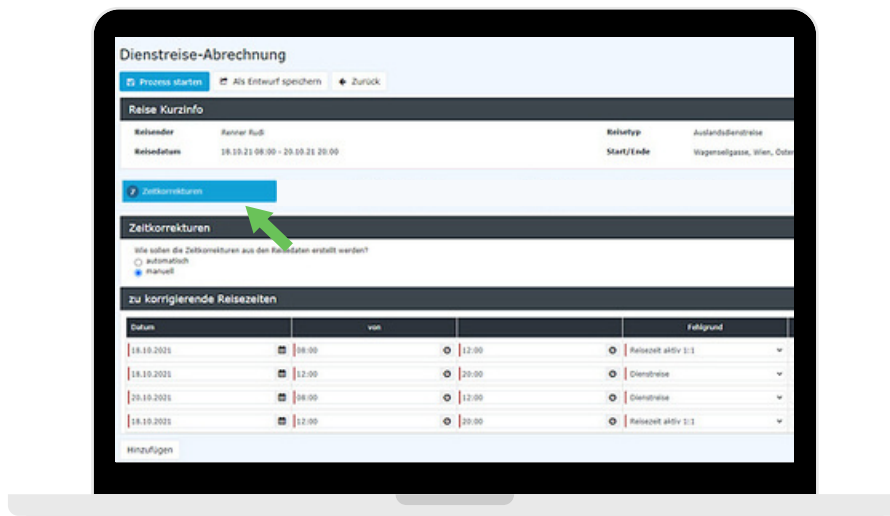 Dienstreise-Abrechnung
Prozess starten Als Entwurf speichern Zurück
Reise Kurzinfo
Reisender Renner Rudi Reisetyp Auslandsdienstreise
Reisedatum 18.10.21 08:00 - 20.10.21 20:00 Start/Ende Wagenseilgasse, Wien, Öster
2 Zeitkorrekturen
Zeitkorrekturen
Wie sollen die Zeitkorrekturen aus den Reisedaten erstellt werden?
automatisch
manuell
zu korrigierende Reisezeiten
Datum von Fehlgrund
18.10.2021 08:00 12:00 Reisezeit aktiv 1:1
18.10.2021 12:00 20:00 Dienstreise
20.10.2021 08:00 12:00 Dienstreise
18.10.2021 12:00 20:00 Reisezeit aktiv 1:1
Hinzufügen